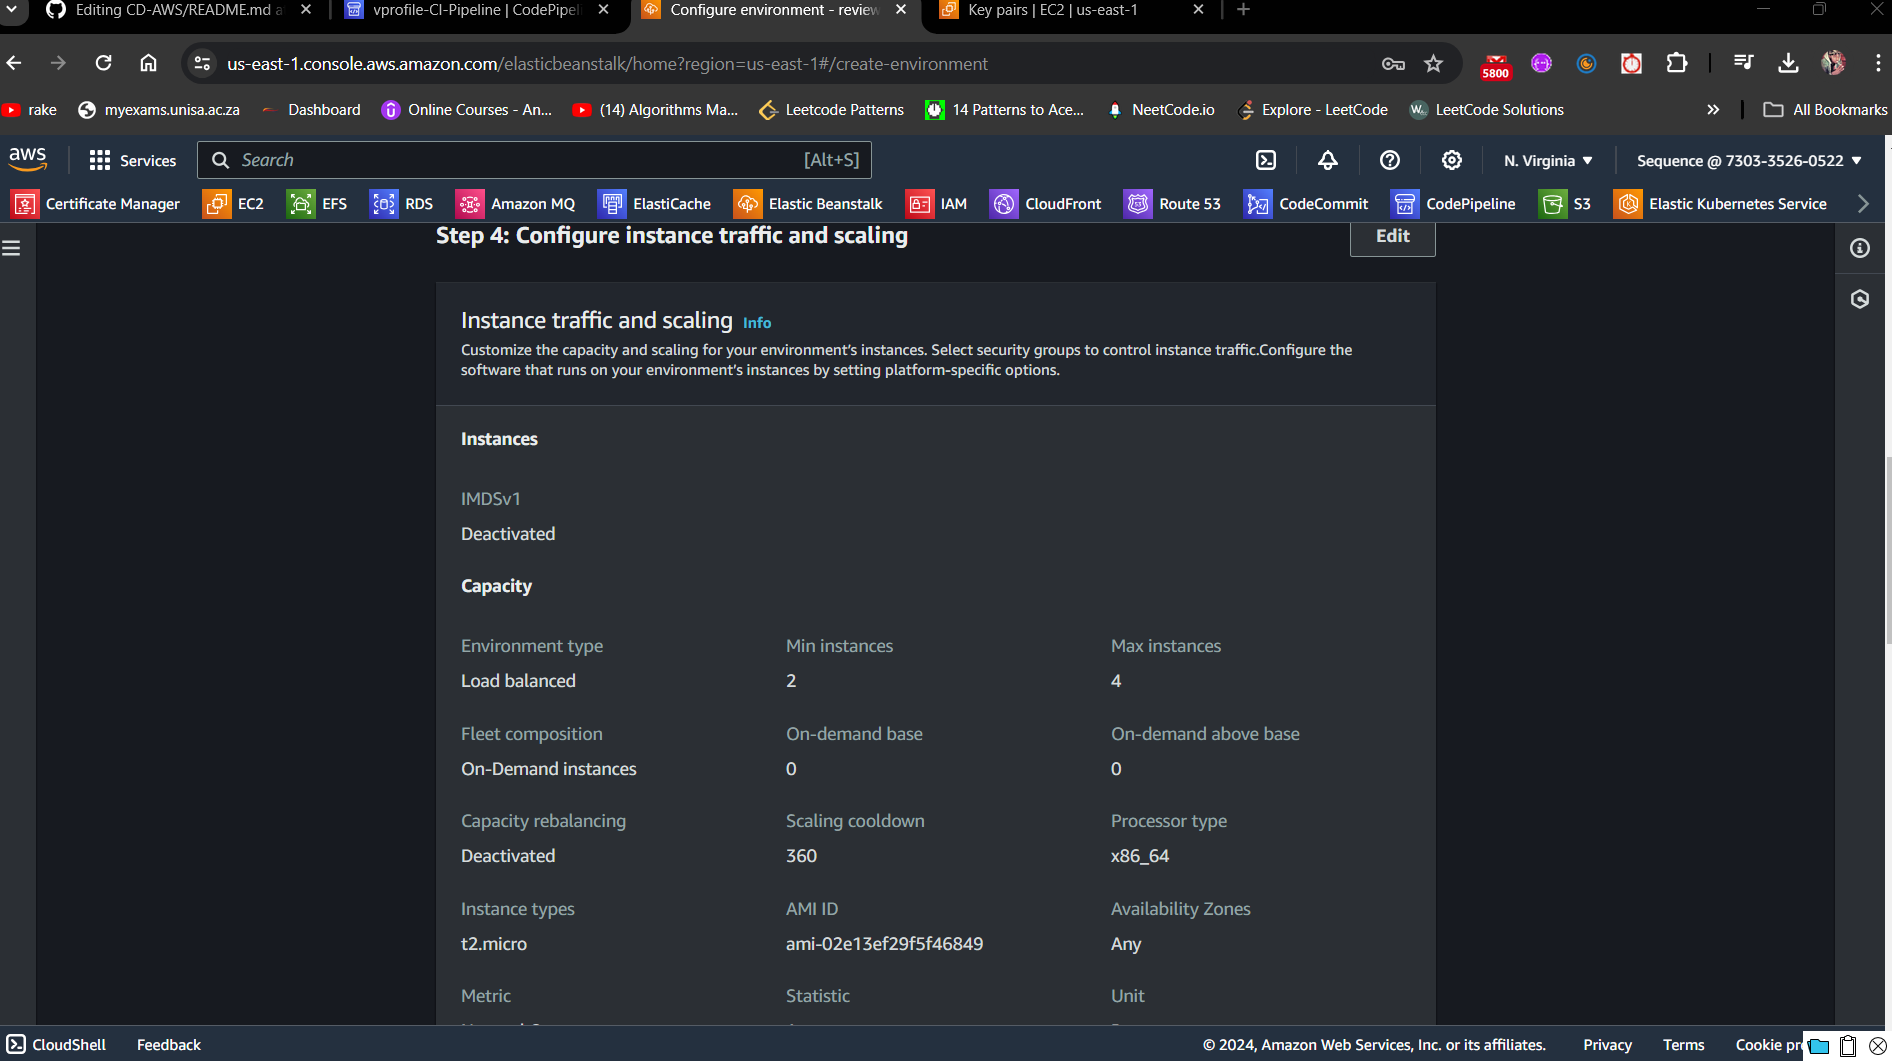 Editing CD-AWS/README.md a
vprofile-CI-Pipeline | CodePipeli
Configure environment - review
Key pairs | EC2 | us-east-1
us-east-1.console.aws.amazon.com/elasticbeanstalk/home?region=us-east-1#/create-environment
5800
rake
myexams.unisa.ac.za
Dashboard
Online Courses - An...
(14) Algorithms Ma...
Leetcode Patterns
14 Patterns to Ace...
NeetCode.io
Explore - LeetCode
LeetCode Solutions
All Bookmarks
aws
Services
Search
[Alt+S]
N. Virginia
Sequence @ 7303-3526-0522
Certificate Manager
EC2
EFS
RDS
Amazon MQ
ElastiCache
Elastic Beanstalk
IAM
CloudFront
Route 53
CodeCommit
CodePipeline
S3
Elastic Kubernetes Service
Step 4: Configure instance traffic and scaling
Edit
Instance traffic and scaling Info
Customize the capacity and scaling for your environment's instances. Select security groups to control instance traffic.Configure the
software that runs on your environment's instances by setting platform-specific options.
Instances
IMDSv1
Deactivated
Capacity
Environment type
Min instances
Max instances
Load balanced
2
4
Fleet composition
On-demand base
On-demand above base
On-Demand instances
0
0
Capacity rebalancing
Scaling cooldown
Processor type
Deactivated
360
x86_64
Instance types
AMI ID
Availability Zones
t2.micro
ami-02e13ef29f5f46849
Any
Metric
Statistic
Unit
CloudShell
Feedback
© 2024, Amazon Web Services, Inc. or its affiliates.
Privacy
Terms
Cookie pr